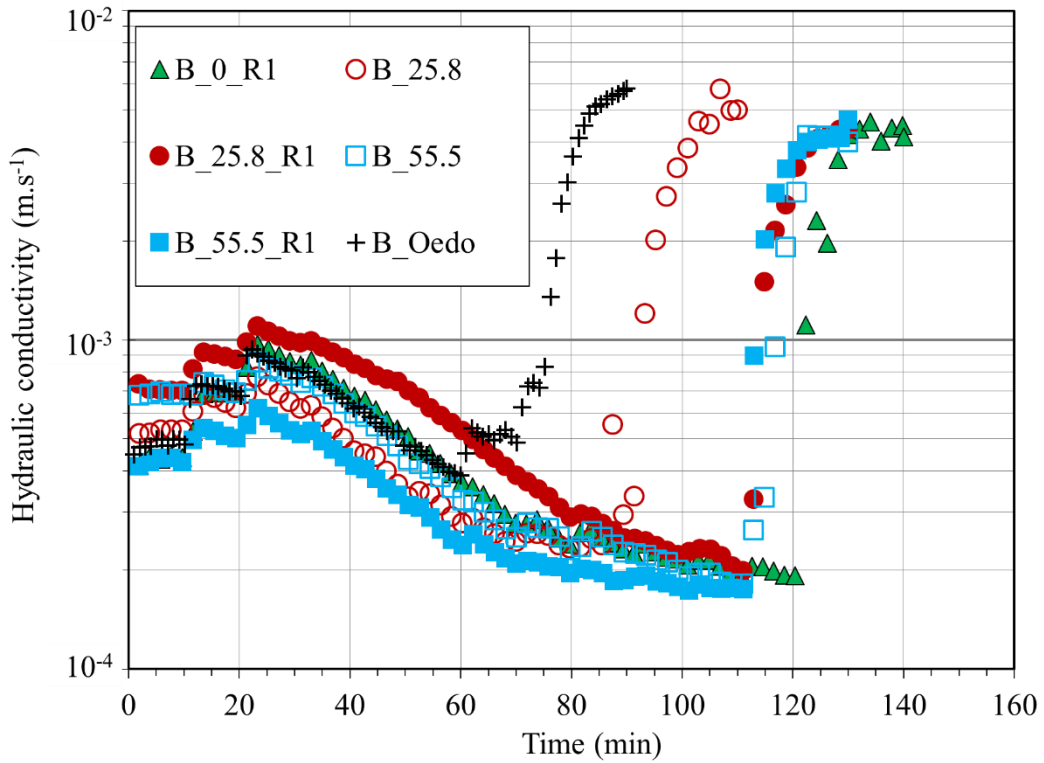 10⁻²
B_0_R1
B_25.8
B_25.8_R1
B_55.5
B_55.5_R1
B_Oedo
10⁻³
10⁻⁴
Hydraulic conductivity (m.s⁻¹)
0 20 40 60 80 100 120 140 160
Time (min)